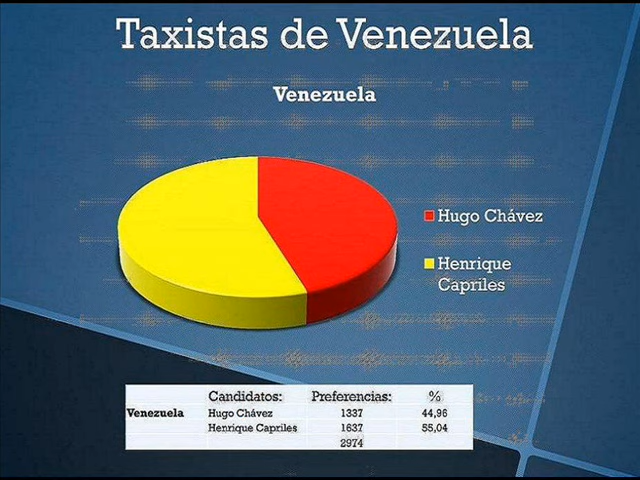 Taxistas de Venezuela
Venezuela
Hugo Chávez
Henrique
Capriles
Candidatos: Preferencias: %
Venezuela Hugo Chávez 1337 44,96
Henrique Capriles 1637 55,04
2974